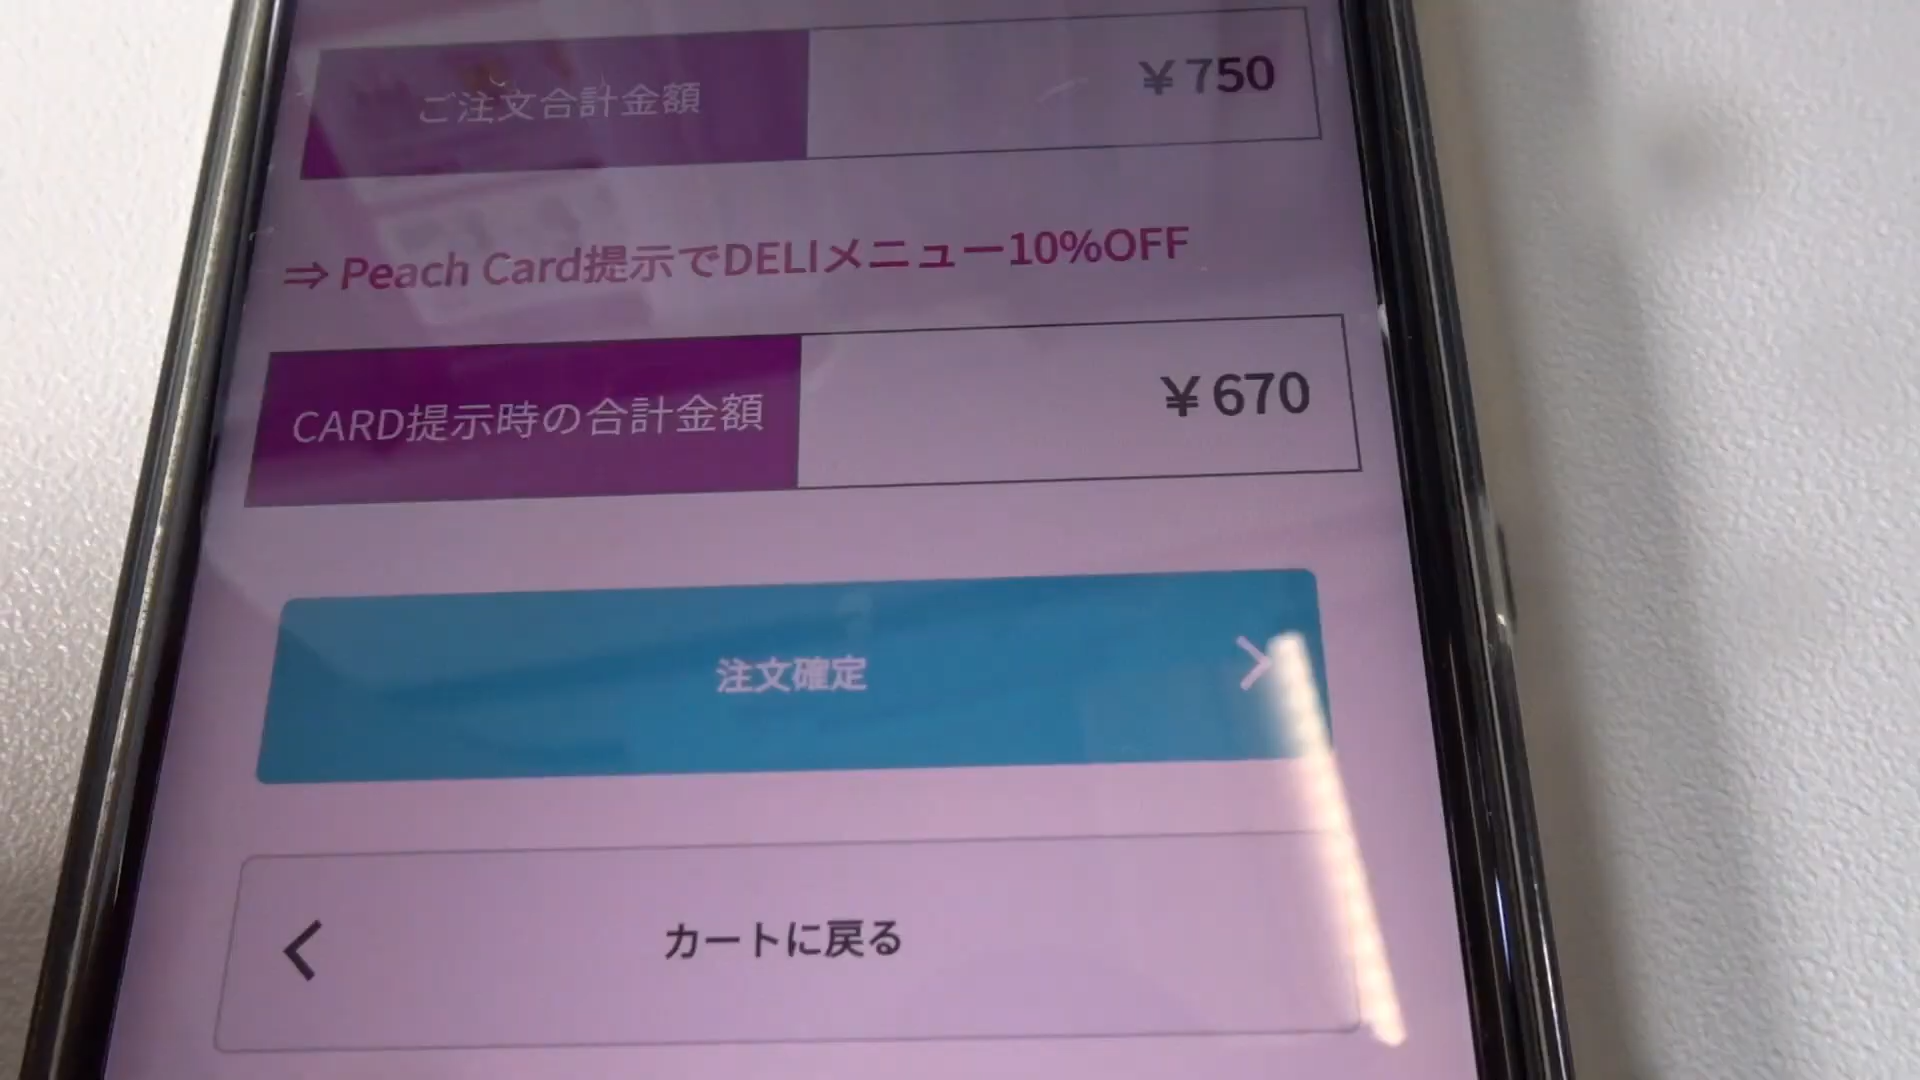 ご注文合計金額
¥750
⇒ Peach Card提示でDELIメニュー10%OFF
CARD提示時の合計金額
¥670
注文確定
カートに戻る